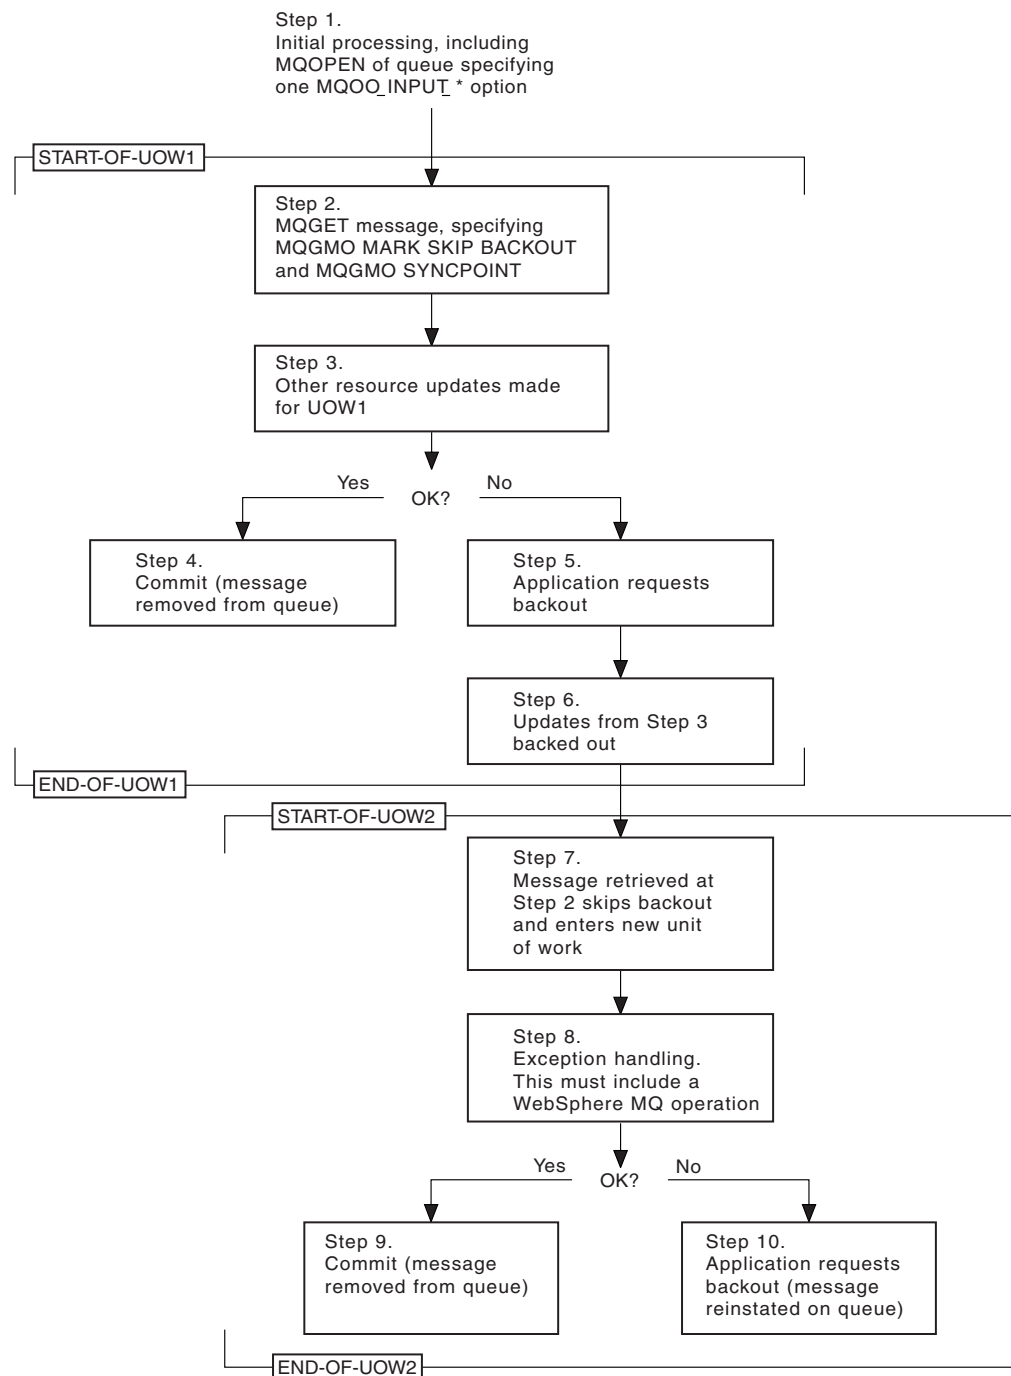 Step 1.
Initial processing, including
MQOPEN of queue specifying
one MQOO_INPUT_* option
START-OF-UOW1
Step 2.
MQGET message, specifying
MQGMO MARK SKIP BACKOUT
and MQGMO SYNCPOINT
Step 3.
Other resource updates made
for UOW1
Yes
OK?
No
Step 4.
Commit (message
removed from queue)
Step 5.
Application requests
backout
Step 6.
Updates from Step 3
backed out
END-OF-UOW1
START-OF-UOW2
Step 7.
Message retrieved at
Step 2 skips backout
and enters new unit
of work
Step 8.
Exception handling.
This must include a
WebSphere MQ operation
Yes
OK?
No
Step 9.
Commit (message
removed from queue)
Step 10.
Application requests
backout (message
reinstated on queue)
END-OF-UOW2